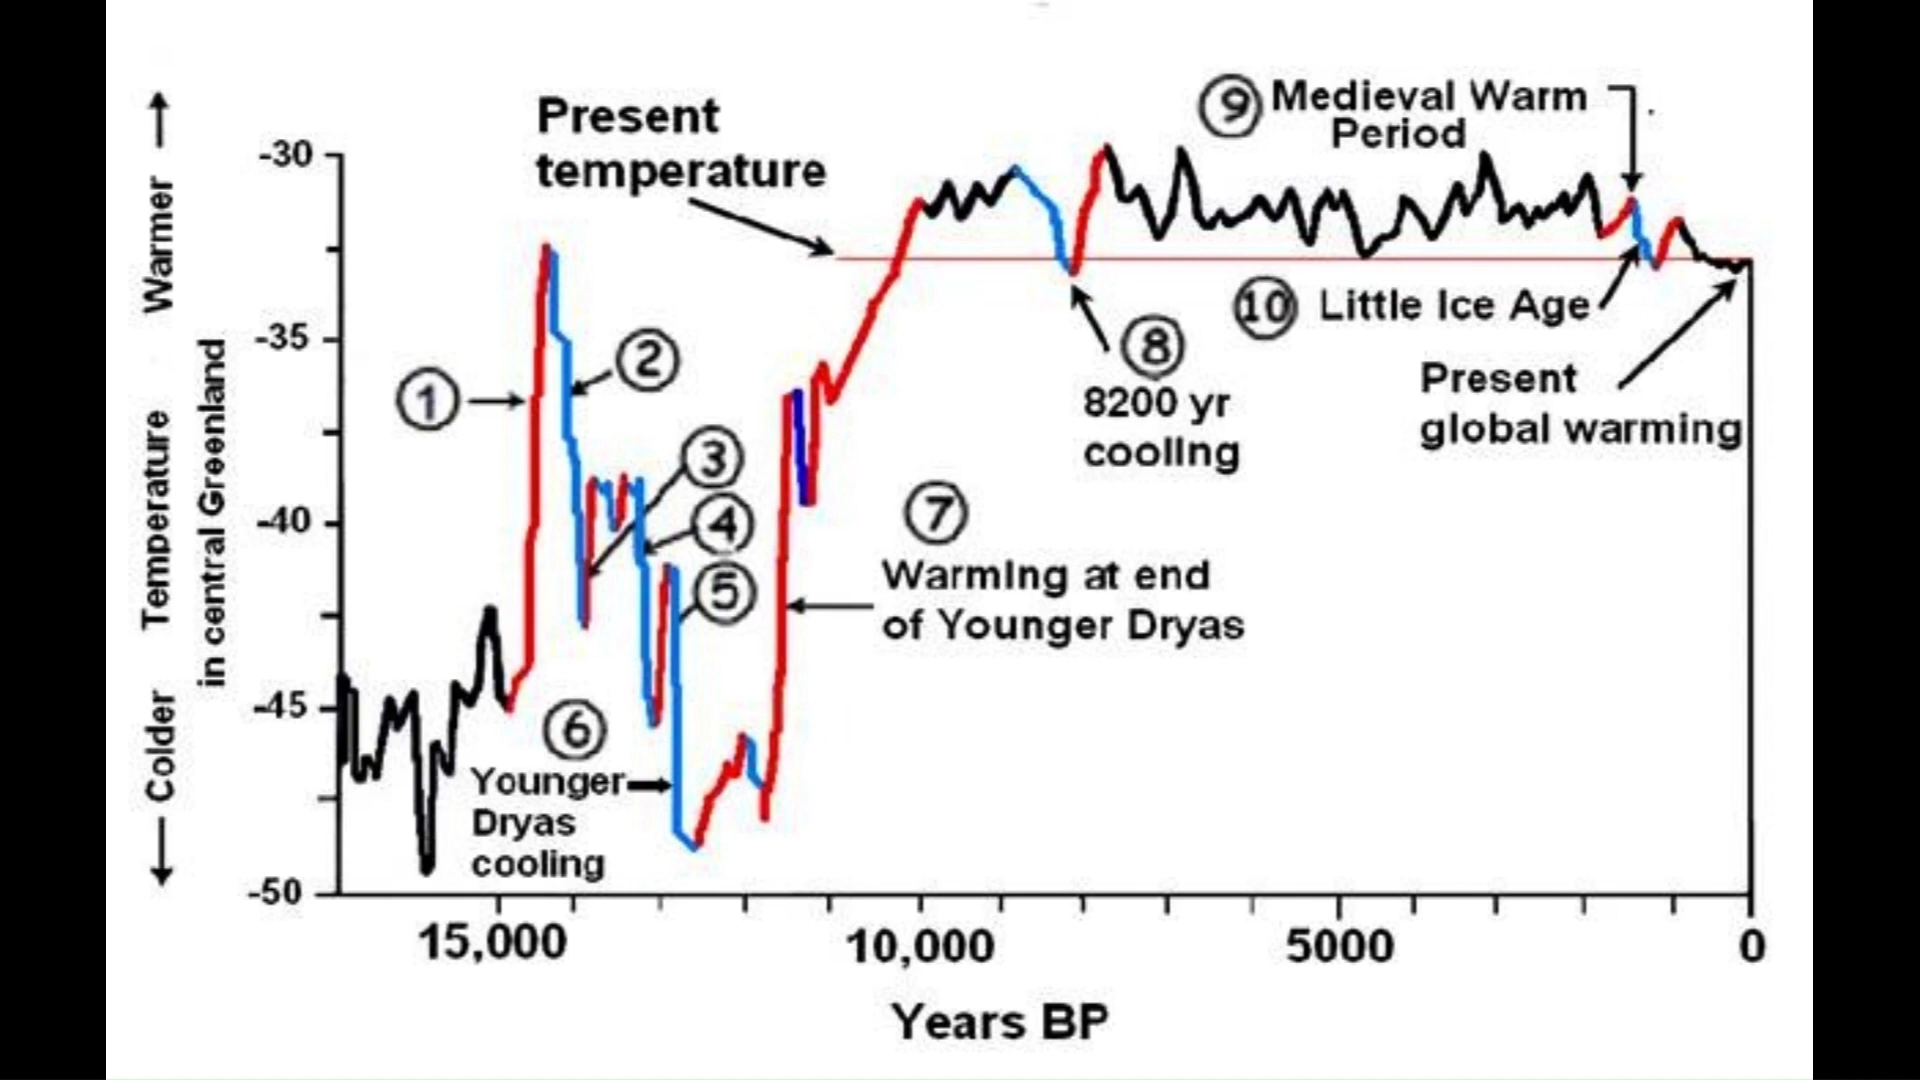 Present
temperature
9 Medieval Warm
Period
Warmer
-30
-35
-40
-45
-50
Temperature
in central Greenland
Colder
1
2
3
4
5
6
Younger
Dryas
cooling
7
Warming at end
of Younger Dryas
8
8200 yr
cooling
10 Little Ice Age
Present
global warming
15,000
10,000
5000
0
Years BP